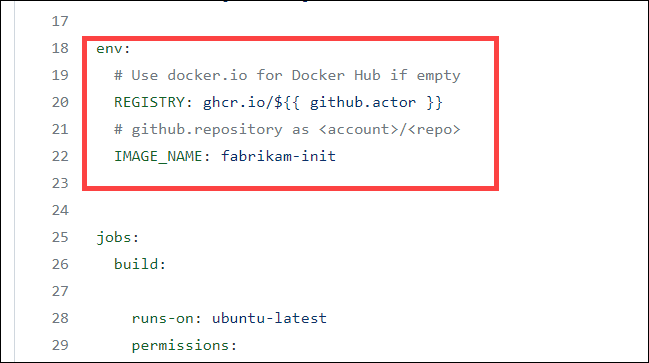 17
18 env:
19 # Use docker.io for Docker Hub if empty
20 REGISTRY: ghcr.io/${{ github.actor }}
21 # github.repository as <account>/<repo>
22 IMAGE_NAME: fabrikam-init
23
24
25 jobs:
26 build:
27
28 runs-on: ubuntu-latest
29 permissions: